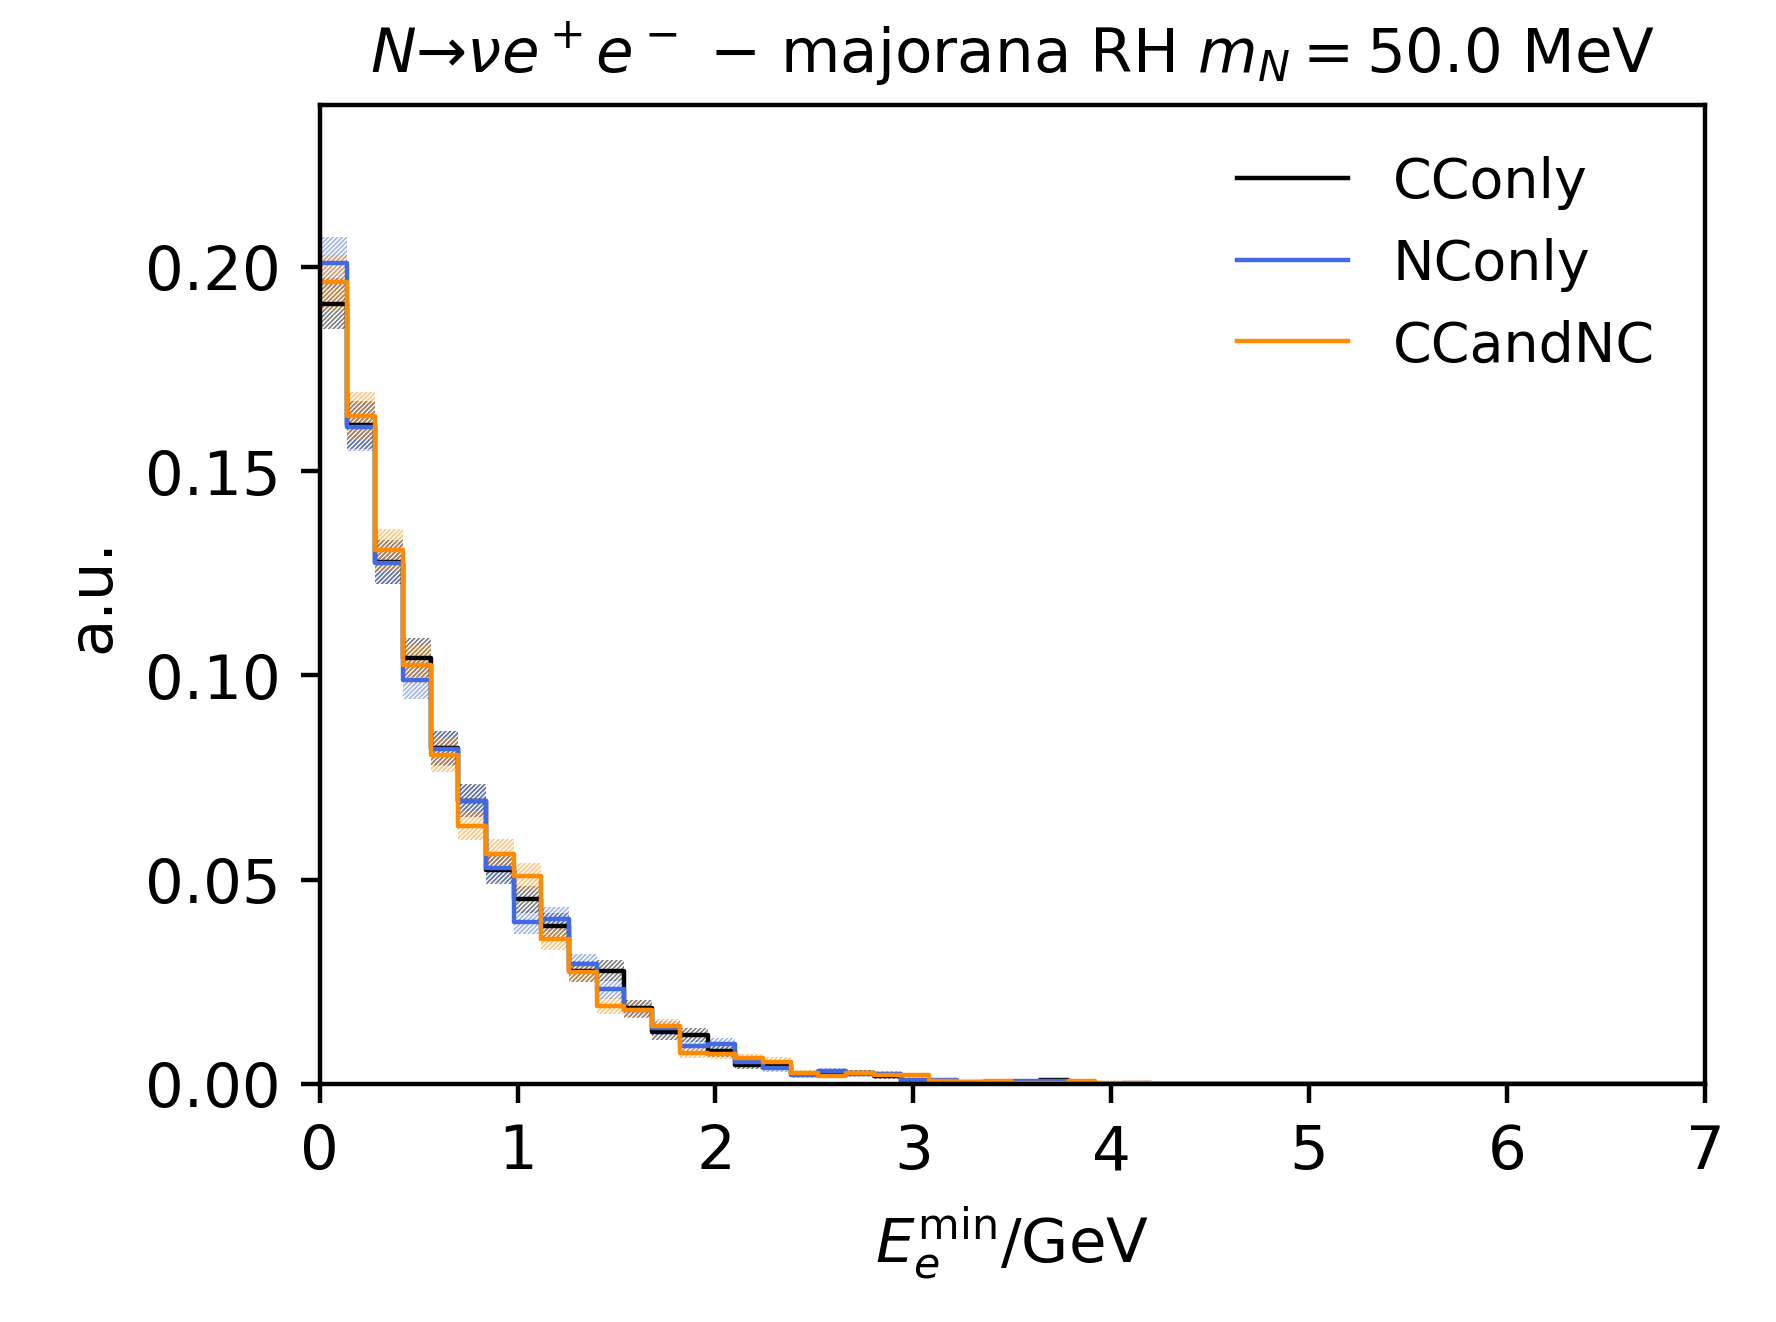 N→νe⁺e⁻ − majorana RH m_N = 50.0 MeV
CConly
NConly
CCandNC
0.20
0.15
0.10
0.05
0.00
a.u.
0 1 2 3 4 5 6 7
E_e^min/GeV